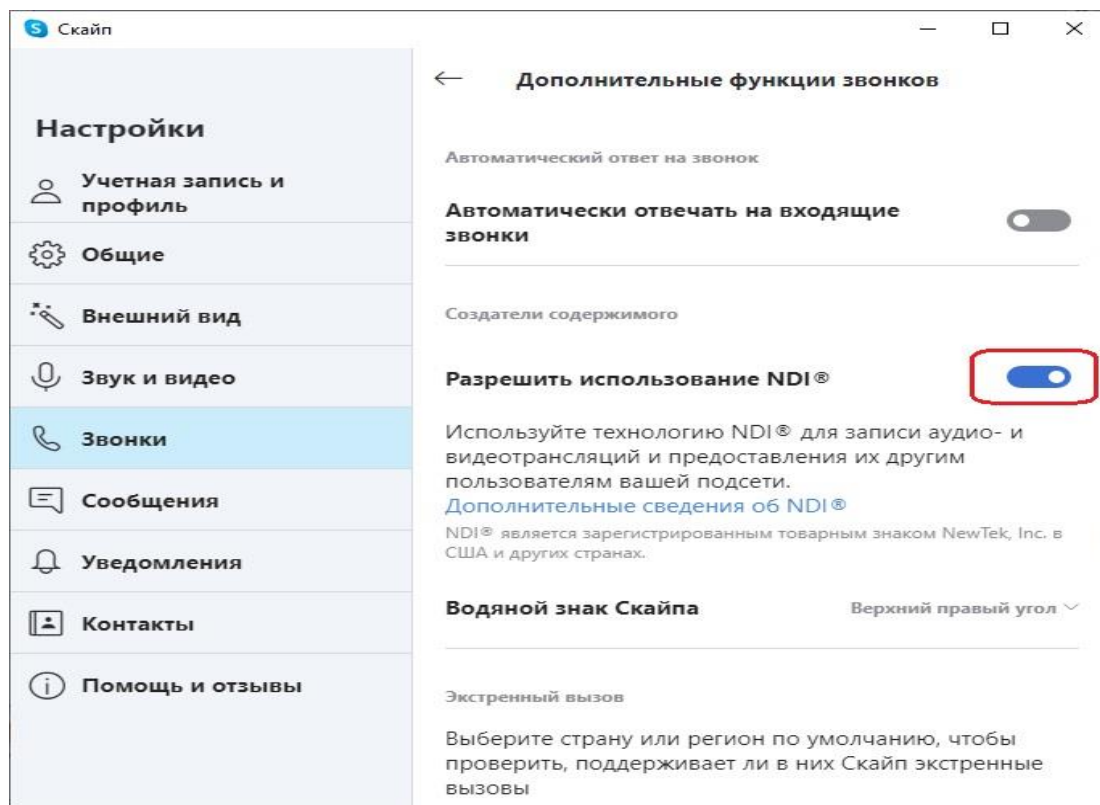 Скайп
Настройки
Учетная запись и
профиль
Общие
Внешний вид
Звук и видео
Звонки
Сообщения
Уведомления
Контакты
Помощь и отзывы
Дополнительные функции звонков
Автоматический ответ на звонок
Автоматически отвечать на входящие
звонки
Создатели содержимого
Разрешить использование NDI®
Используйте технологию NDI® для записи аудио- и
видеотрансляций и предоставления их другим
пользователям вашей подсети.
Дополнительные сведения об NDI®
NDI® является зарегистрированным товарным знаком NewTek, Inc. в
США и других странах.
Водяной знак Скайпа
Верхний правый угол
Экстренный вызов
Выберите страну или регион по умолчанию, чтобы
проверить, поддерживает ли в них Скайп экстренные
вызовы